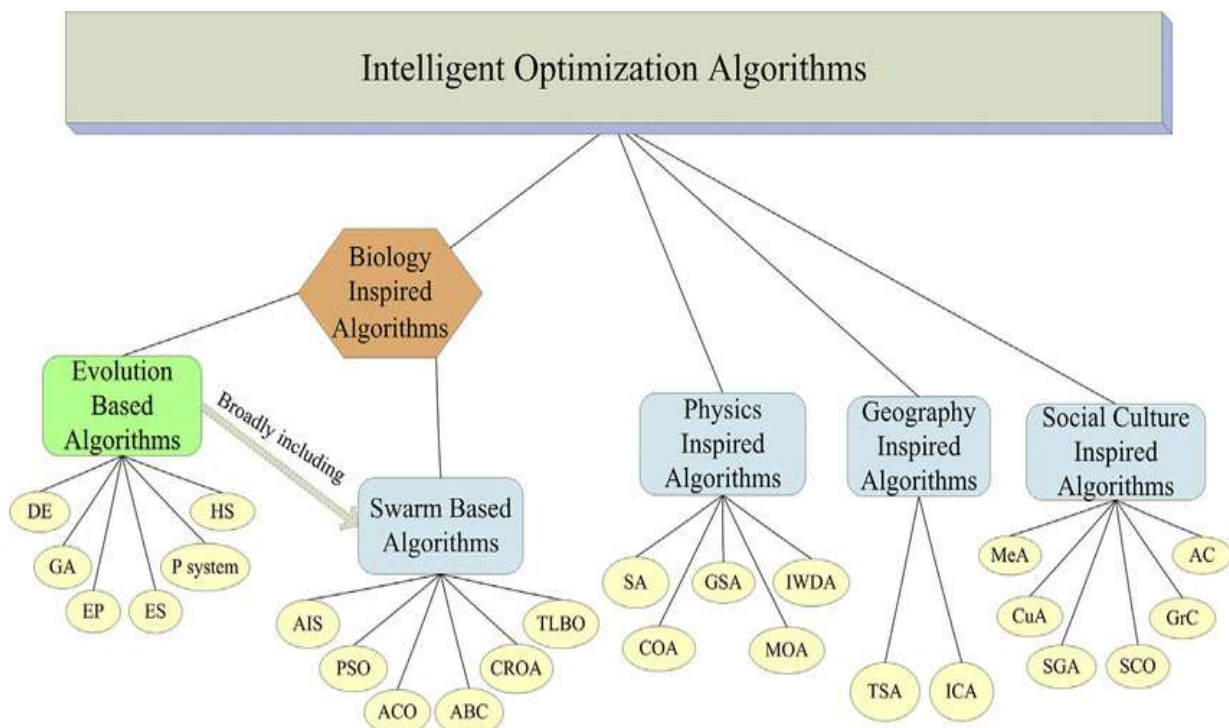 Intelligent Optimization Algorithms
Biology
Inspired
Algorithms
Evolution
Based
Algorithms
Broadly including
Swarm Based
Algorithms
Physics
Inspired
Algorithms
Geography
Inspired
Algorithms
Social Culture
Inspired
Algorithms
DE
HS
GA
P system
EP
ES
AIS
TLBO
PSO
CROA
ACO
ABC
SA
GSA
IWDA
COA
MOA
TSA
ICA
MeA
AC
CuA
GrC
SGA
SCO